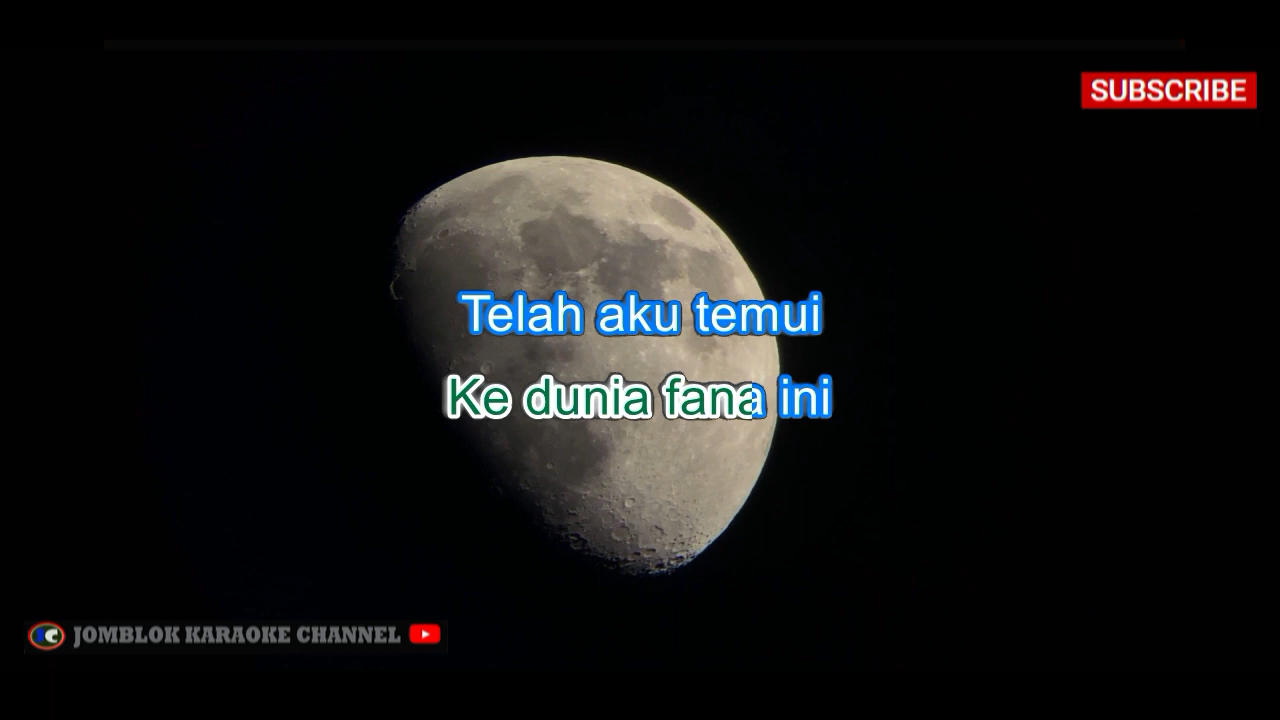 SUBSCRIBE
Telah aku temui
Ke dunia fana ini
JOMBLOK KARAOKE CHANNEL